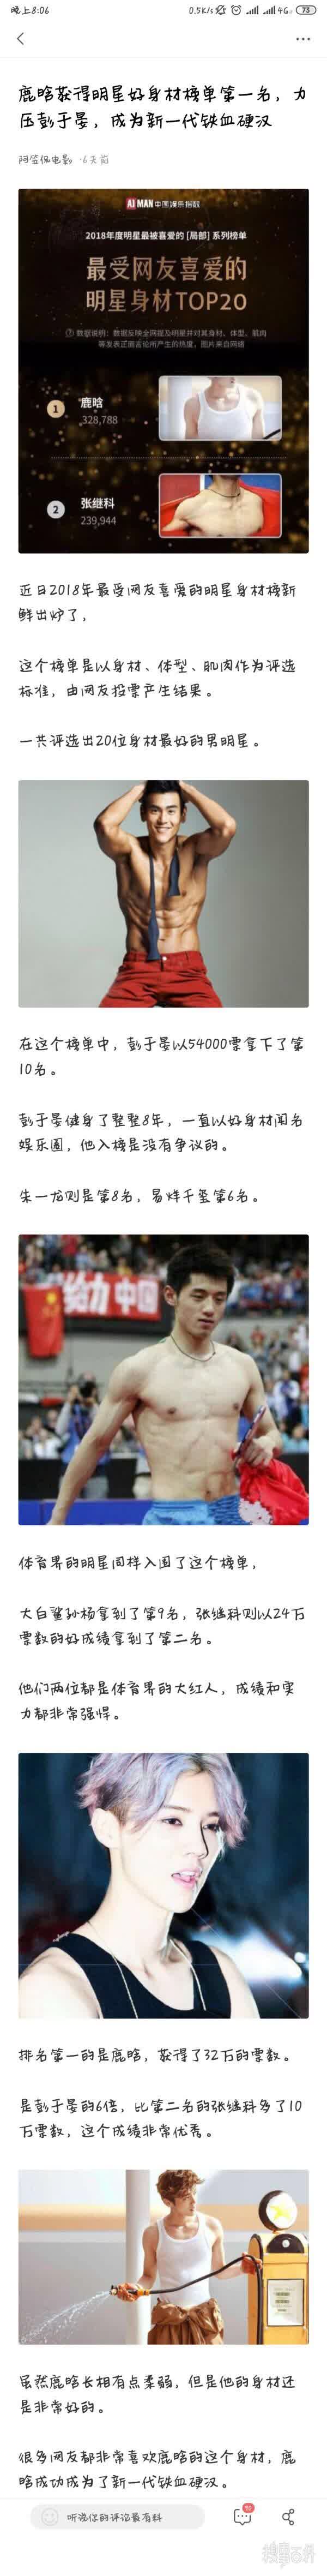 晚上8:06
0.5K/s
4G
73
鹿晗获得明星好身材榜单第一名，力
压彭于晏，成为新一代铁血硬汉
·6天前
AI MAN 中国娱乐指数
2018年度明星最被喜爱的 [局部] 系列榜单
最受网友喜爱的
明星身材TOP20
数据说明：数据反映全网提及明星并对其身材、体型、肌肉
等发表正面言论所产生的热度，图片来自网络
1
鹿晗
328,788
2
张继科
239,944
近日2018年最受网友喜爱的明星身材榜新
鲜出炉了，
这个榜单是以身材、体型、肌肉作为评选
标准，由网友投票产生结果。
一共评选出20位身材最好的男明星。
在这个榜单中，彭于晏以54000票拿下了第
10名。
彭于晏健身了整整8年，一直以好身材闻名
娱乐圈，他入榜是没有争议的。
朱一龙则是第8名，易烊千玺第6名。
给力 中国
体育界的明星同样入围了这个榜单，
大白鲨孙杨拿到了第9名，张继科则以24万
票数的好成绩拿到了第二名。
他们两位都是体育界的大红人，成绩和实
力都非常强悍。
排名第一的是鹿晗，获得了32万的票数。
是彭于晏的6倍，比第二名的张继科多了10
万票数，这个成绩非常优秀。
虽然鹿晗长相有点柔弱，但是他的身材还
是非常好的。
很多网友都非常喜欢鹿晗的这个身材，鹿
晗成功成为了新一代铁血硬汉。
听说你的评论最有料